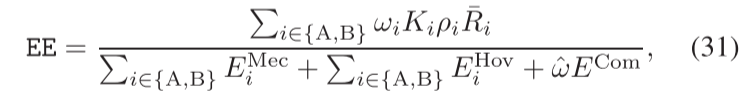 EE = \frac{\sum_{i\in\{A,B\}} \omega_i K_i \rho_i \bar{R}_i}{\sum_{i\in\{A,B\}} E_i^{Mec} + \sum_{i\in\{A,B\}} E_i^{Hov} + \hat{\omega} E^{Com}}, (31)